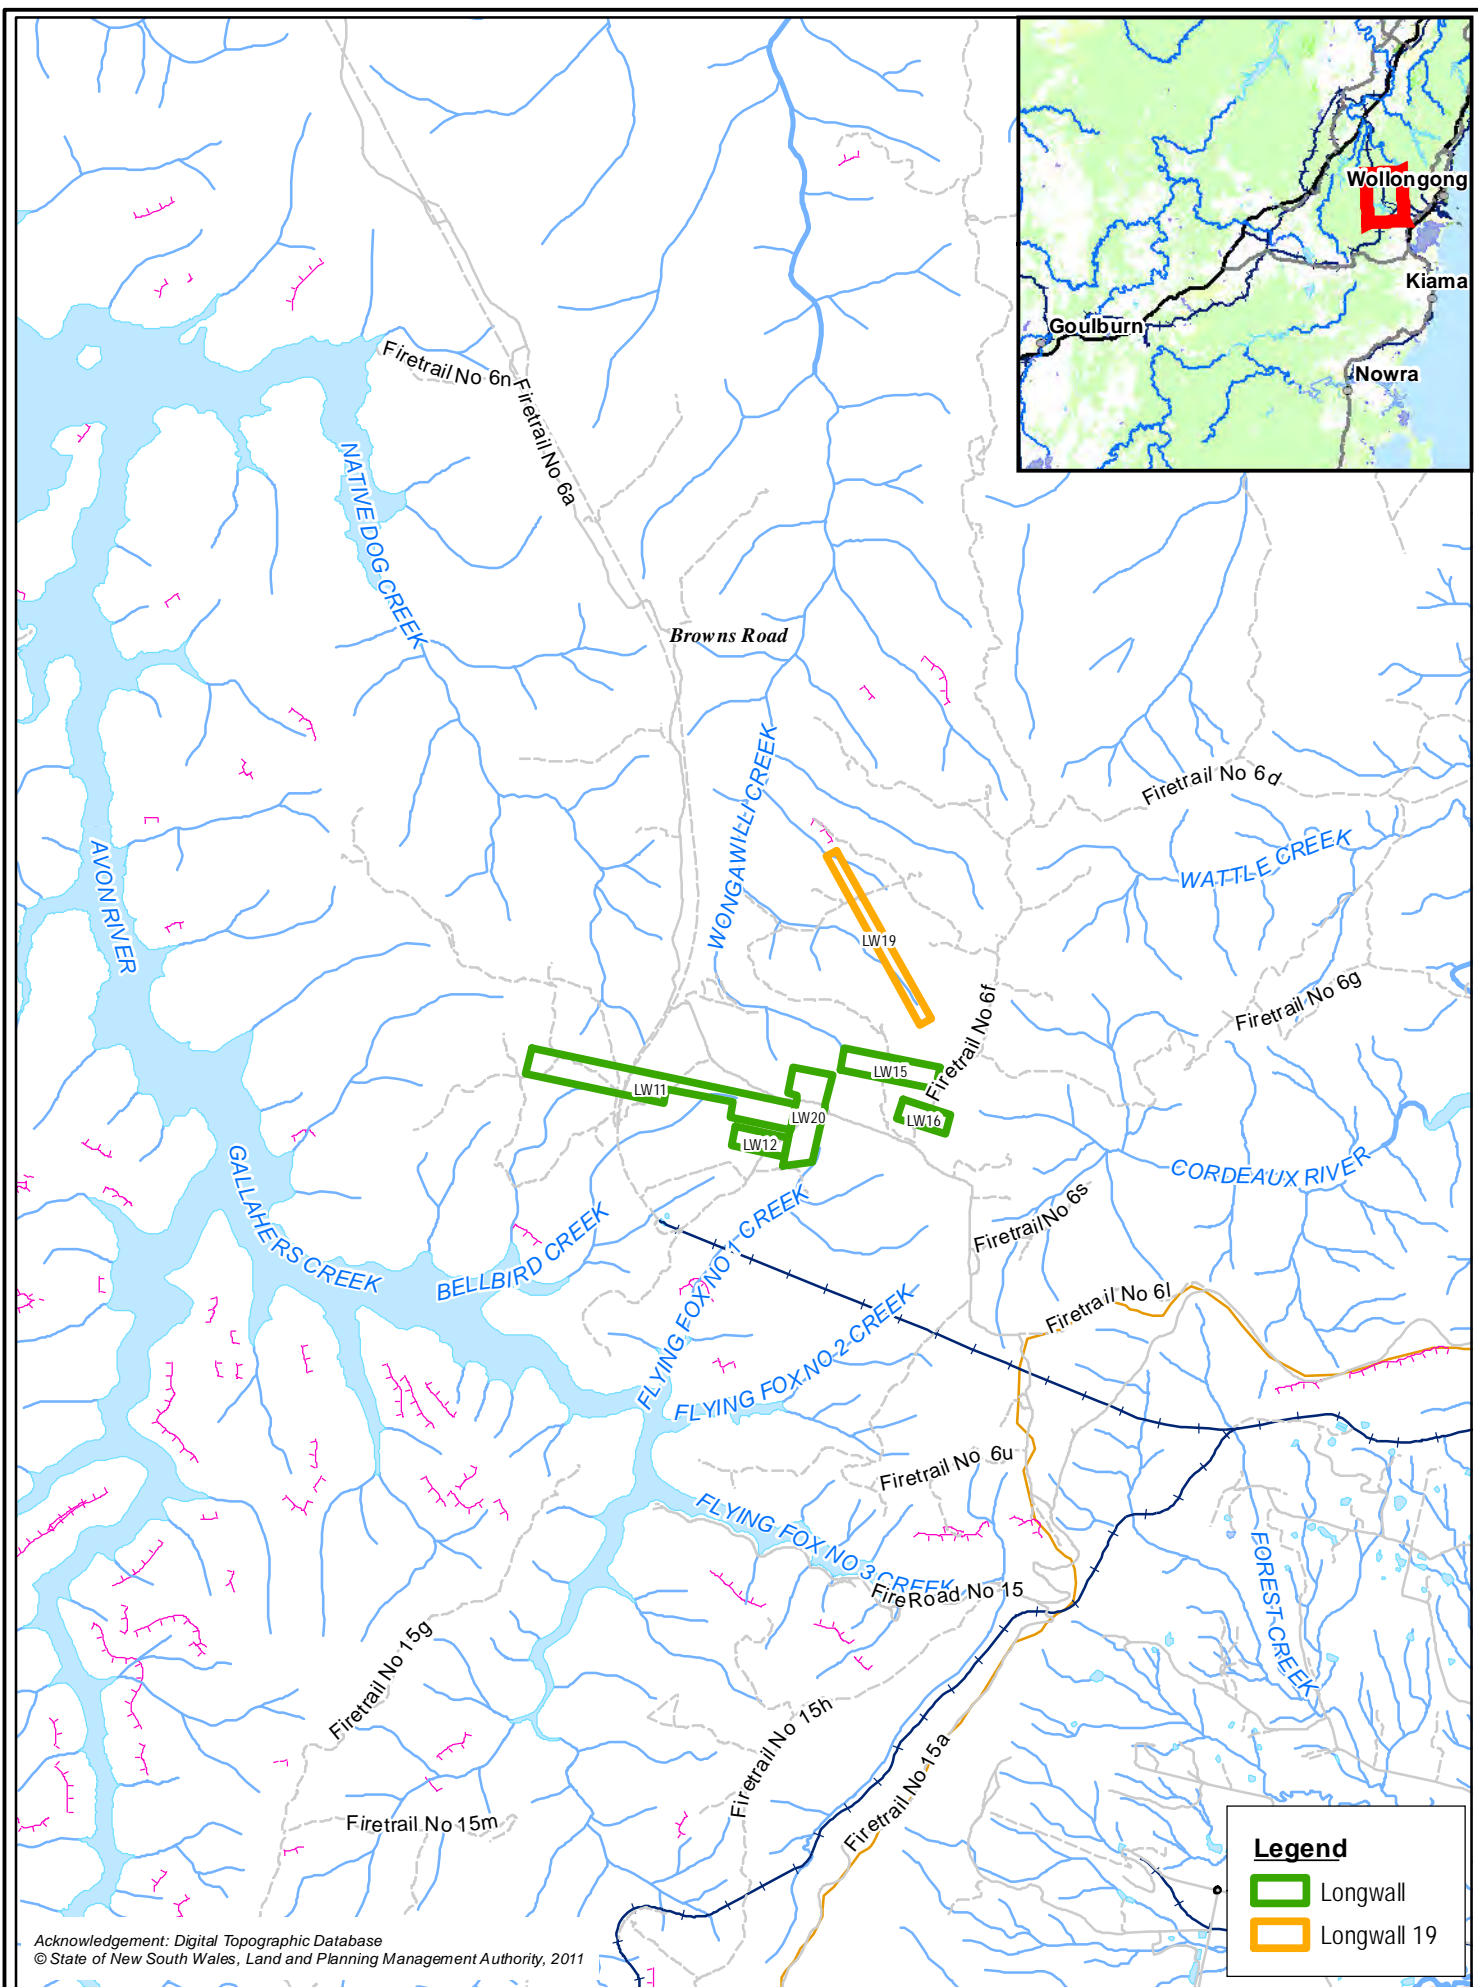 Wollongong
Kiama
Goulburn
Nowra
Firetrail No 6n
Firetrail No 6a
NATIVE DOG CREEK
Browns Road
WONGAWILLI CREEK
Firetrail No 6d
WATTLE CREEK
AVON RIVER
LW19
Firetrail No 6f
Firetrail No 6g
LW15
LW11
LW20
LW16
LW12
GALLAHERS CREEK
BELLBIRD CREEK
FLYING FOX NO 1 CREEK
CORDEAUX RIVER
Firetrail No 6s
Firetrail No 6l
FLYING FOX NO 2 CREEK
Firetrail No 6u
FLYING FOX NO 3 CREEK
FireRoad No 15
FOREST CREEK
Firetrail No 15g
Firetrail No 15h
Firetrail No 15a
Firetrail No 15m
Legend
Longwall
Longwall 19
Acknowledgement: Digital Topographic Database
© State of New South Wales, Land and Planning Management Authority, 2011